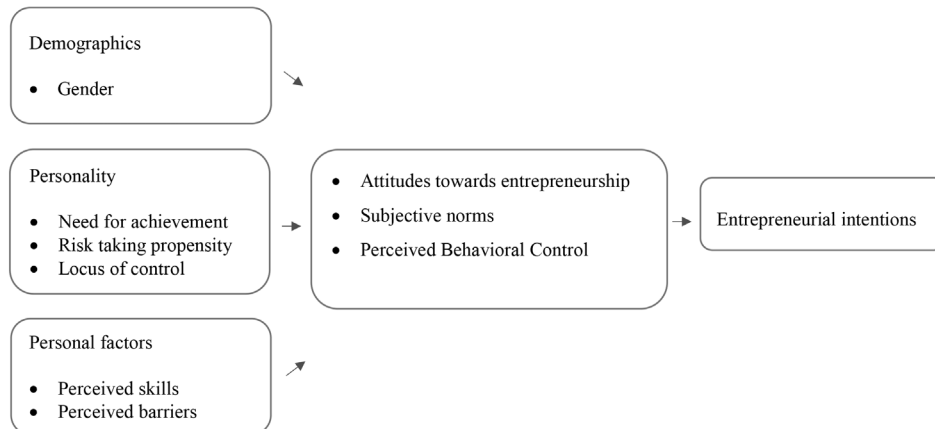 Demographics
• Gender
Personality
• Need for achievement
• Risk taking propensity
• Locus of control
Personal factors
• Perceived skills
• Perceived barriers
• Attitudes towards entrepreneurship
• Subjective norms
• Perceived Behavioral Control
Entrepreneurial intentions